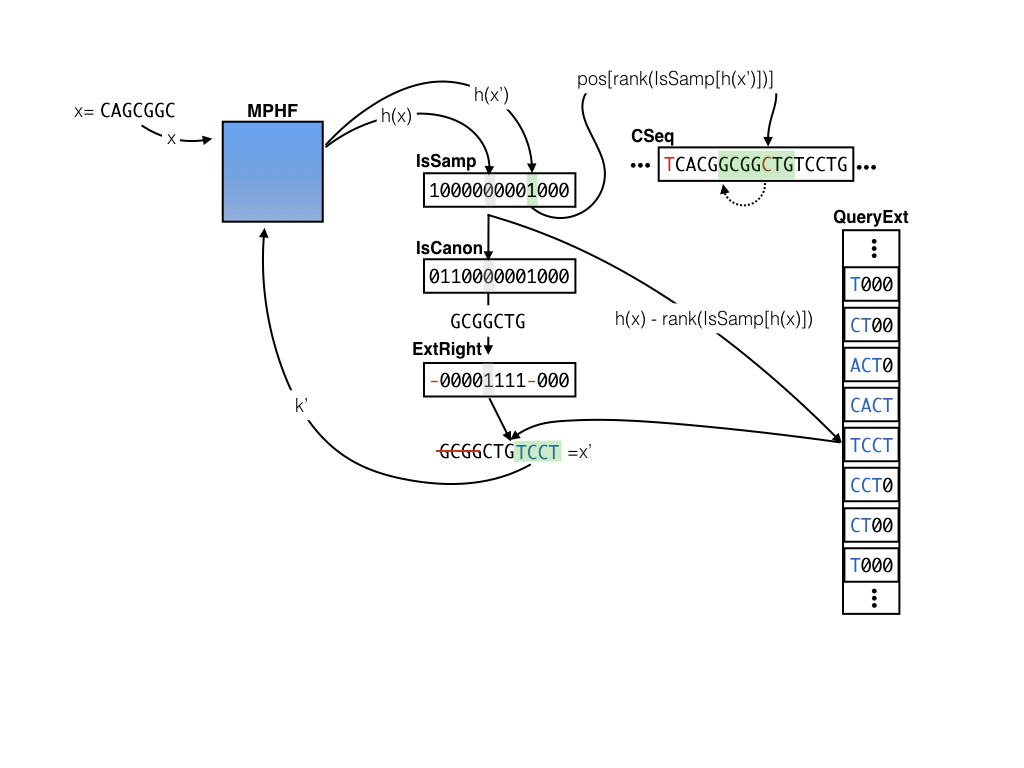 x= CAGCGGC
x
MPHF
h(x)
h(x’)
pos[rank(IsSamp[h(x’)])]
CSeq
••• TCACGGCGGCTGTCCTG •••
IsSamp
1000000001000
IsCanon
0110000001000
GCGGCTG
ExtRight
-00001111-000
GCGGCTGTCCT =x’
k’
h(x) - rank(IsSamp[h(x)])
QueryExt
T000
CT00
ACT0
CACT
TCCT
CCT0
CT00
T000